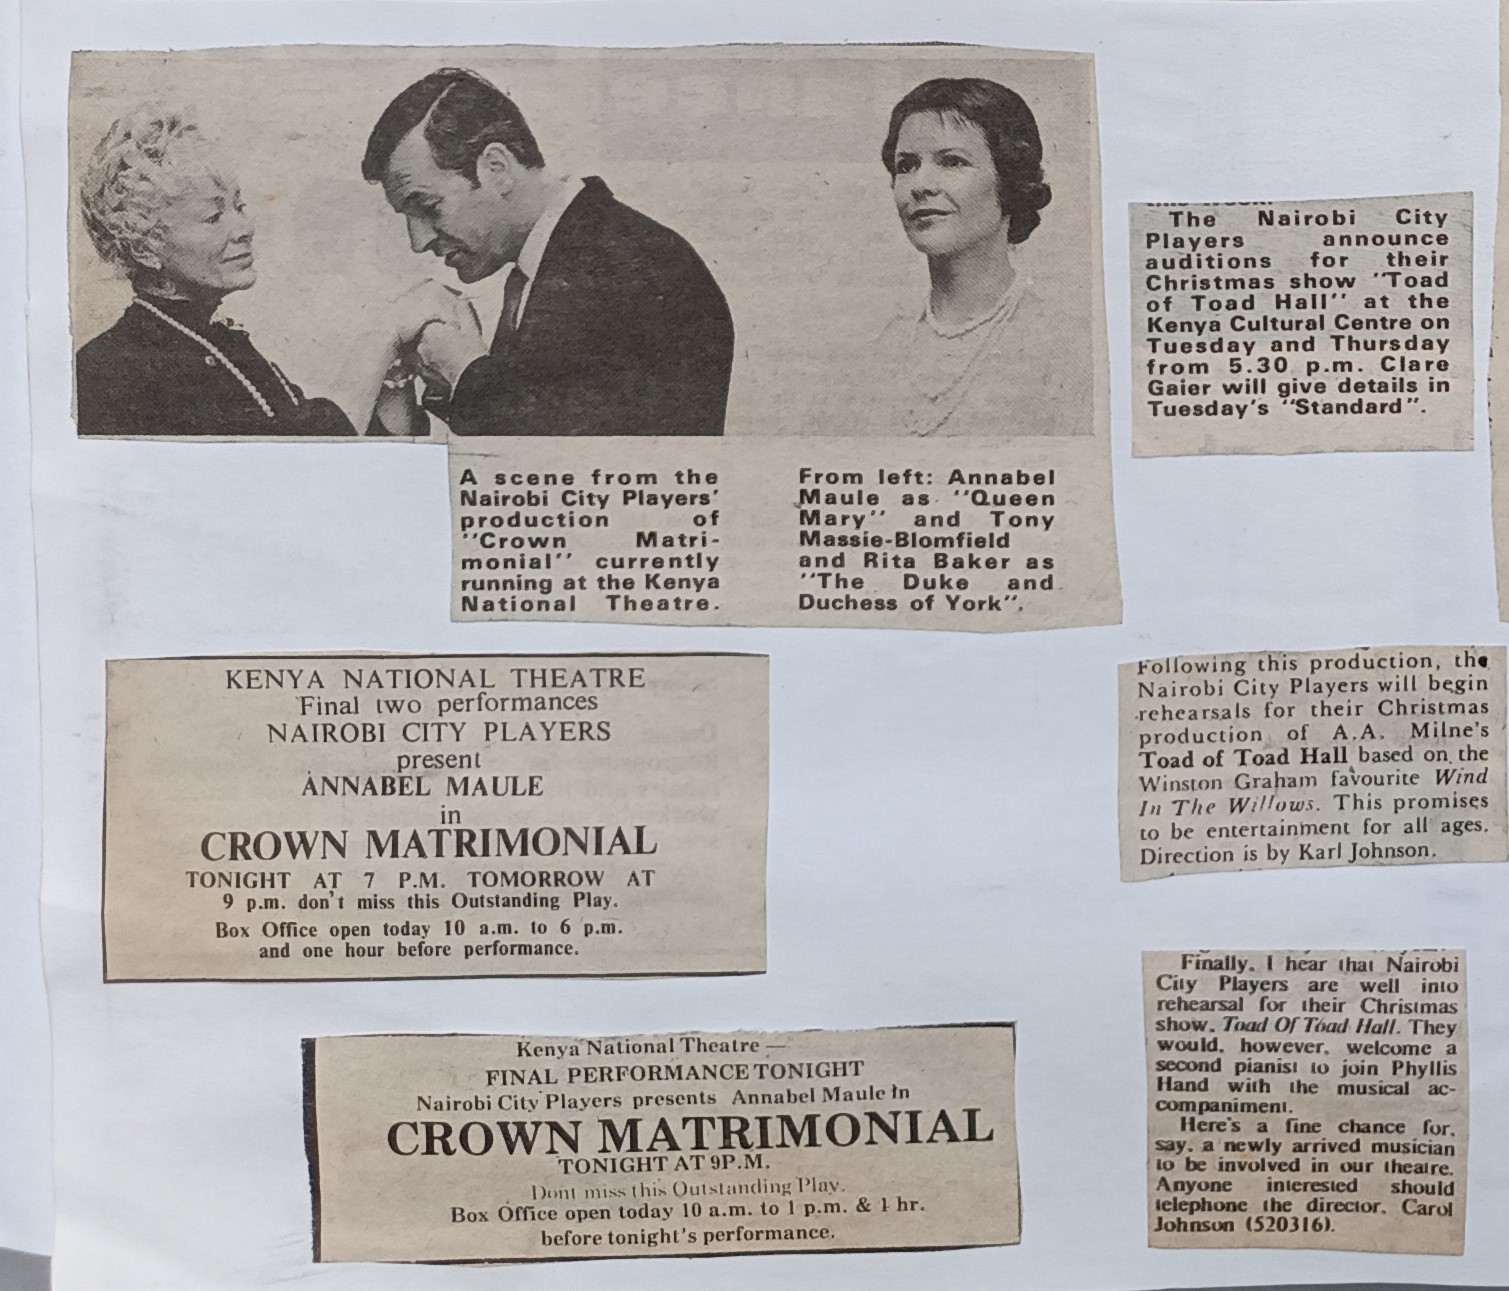 A scene from the
Nairobi City Players'
production of
"Crown Matri-
monial" currently
running at the Kenya
National Theatre.
From left: Annabel
Maule as "Queen
Mary" and Tony
Massie-Blomfield
and Rita Baker as
"The Duke and
Duchess of York".
The Nairobi City
Players announce
auditions for their
Christmas show "Toad
of Toad Hall" at the
Kenya Cultural Centre on
Tuesday and Thursday
from 5.30 p.m. Clare
Gaier will give details in
Tuesday's "Standard".
KENYA NATIONAL THEATRE
Final two performances
NAIROBI CITY PLAYERS
present
ANNABEL MAULE
in
CROWN MATRIMONIAL
TONIGHT AT 7 P.M. TOMORROW AT
9 p.m. don't miss this Outstanding Play.
Box Office open today 10 a.m. to 6 p.m.
and one hour before performance.
Following this production, the
Nairobi City Players will begin
rehearsals for their Christmas
production of A.A. Milne's
Toad of Toad Hall based on the
Winston Graham favourite Wind
In The Willows. This promises
to be entertainment for all ages.
Direction is by Karl Johnson.
Kenya National Theatre —
FINAL PERFORMANCE TONIGHT
Nairobi City Players presents Annabel Maule in
CROWN MATRIMONIAL
TONIGHT AT 9P.M.
Dont miss this Outstanding Play.
Box Office open today 10 a.m. to 1 p.m. & 1 hr.
before tonight's performance.
Finally, I hear that Nairobi
City Players are well into
rehearsal for their Christmas
show, Toad Of Toad Hall. They
would, however, welcome a
second pianist to join Phyllis
Hand with the musical ac-
companiment.
Here's a fine chance for,
say, a newly arrived musician
to be involved in our theatre.
Anyone interested should
telephone the director, Carol
Johnson (520316).